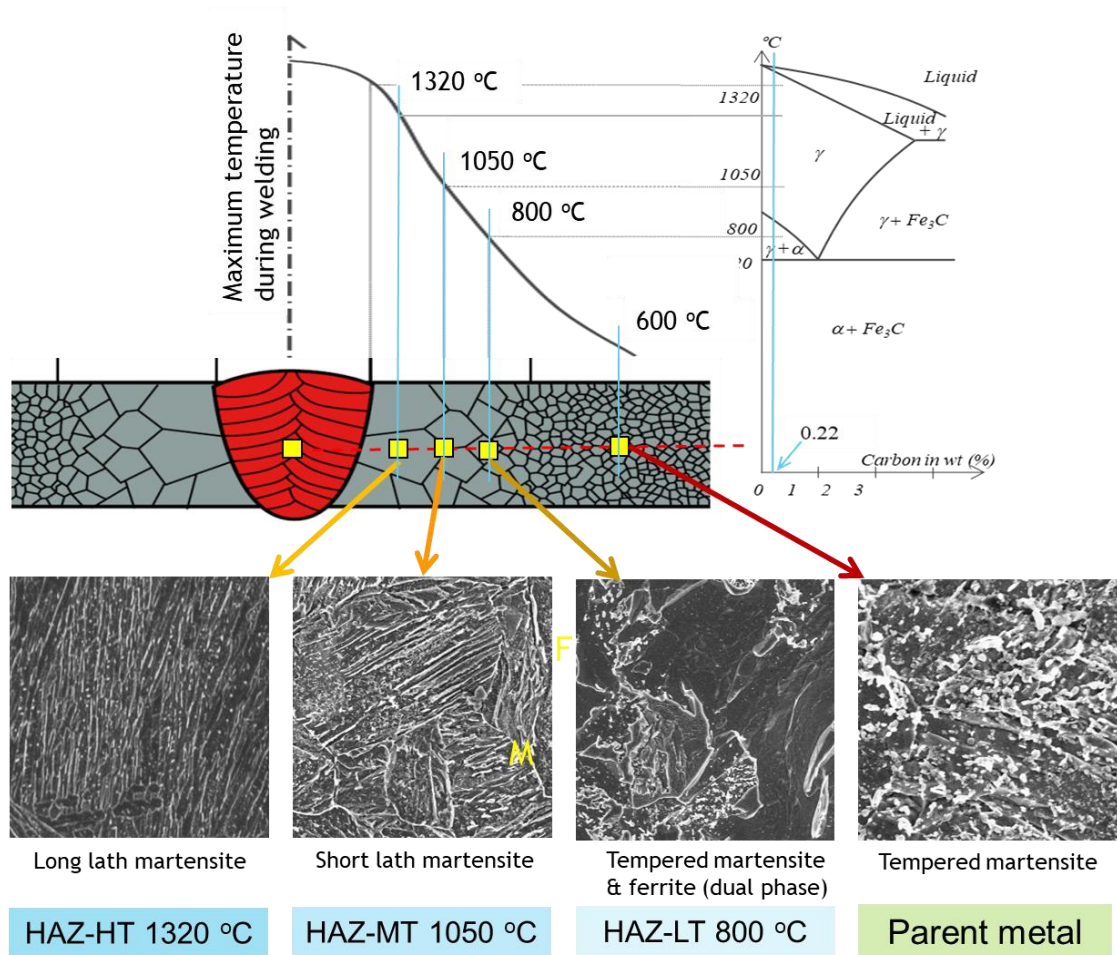 Maximum temperature
during welding
1320 °C
1050 °C
800 °C
600 °C
°C
1320
1050
800
20
Liquid
Liquid
+ γ
γ
γ + Fe₃C
γ+α
α + Fe₃C
0.22
Carbon in wt (%)
0 1 2 3
F
M
Long lath martensite
Short lath martensite
Tempered martensite
& ferrite (dual phase)
Tempered martensite
HAZ-HT 1320 °C
HAZ-MT 1050 °C
HAZ-LT 800 °C
Parent metal